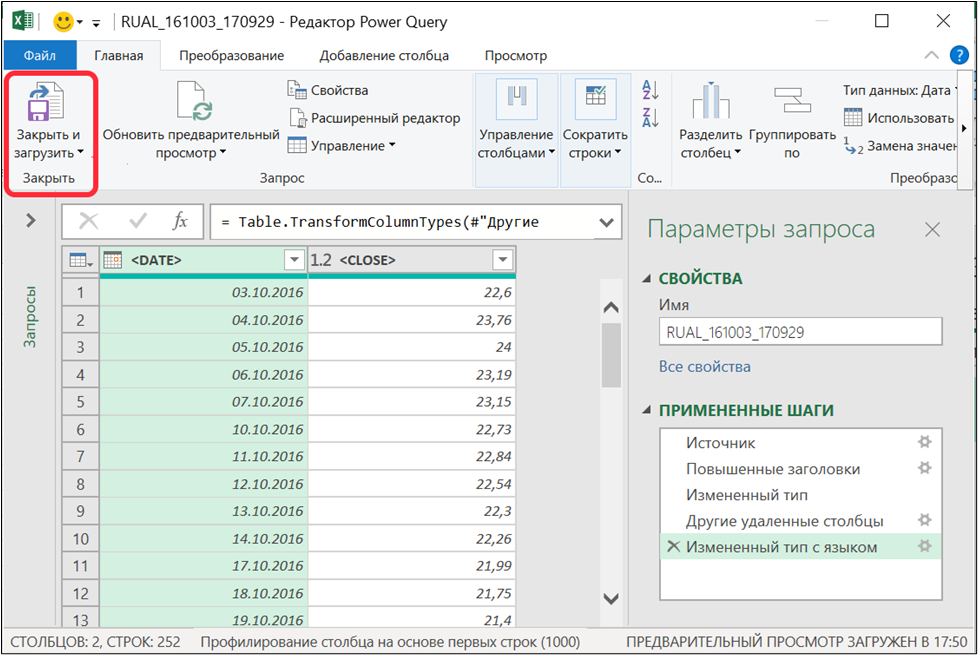 RUAL_161003_170929 - Редактор Power Query
Файл Главная Преобразование Добавление столбца Просмотр
Закрыть и загрузить
Закрыть
Обновить предварительный просмотр
Свойства
Расширенный редактор
Управление
Запрос
Управление столбцами
Сократить строки
Со...
Разделить столбец
Группировать по
Тип данных: Дата
Использовать
Замена значен
Преобразо
fx
= Table.TransformColumnTypes(#"Другие
Запросы
<DATE> 1.2 <CLOSE>
1 03.10.2016 22,6
2 04.10.2016 23,76
3 05.10.2016 24
4 06.10.2016 23,19
5 07.10.2016 23,15
6 10.10.2016 22,73
7 11.10.2016 22,84
8 12.10.2016 22,54
9 13.10.2016 22,3
10 14.10.2016 22,26
11 17.10.2016 21,99
12 18.10.2016 21,75
13 19.10.2016 21,4
Параметры запроса
СВОЙСТВА
Имя
RUAL_161003_170929
Все свойства
ПРИМЕНЕННЫЕ ШАГИ
Источник
Повышенные заголовки
Измененный тип
Другие удаленные столбцы
Измененный тип с языком
СТОЛБЦОВ: 2, СТРОК: 252 Профилирование столбца на основе первых строк (1000) ПРЕДВАРИТЕЛЬНЫЙ ПРОСМОТР ЗАГРУЖЕН В 17:50